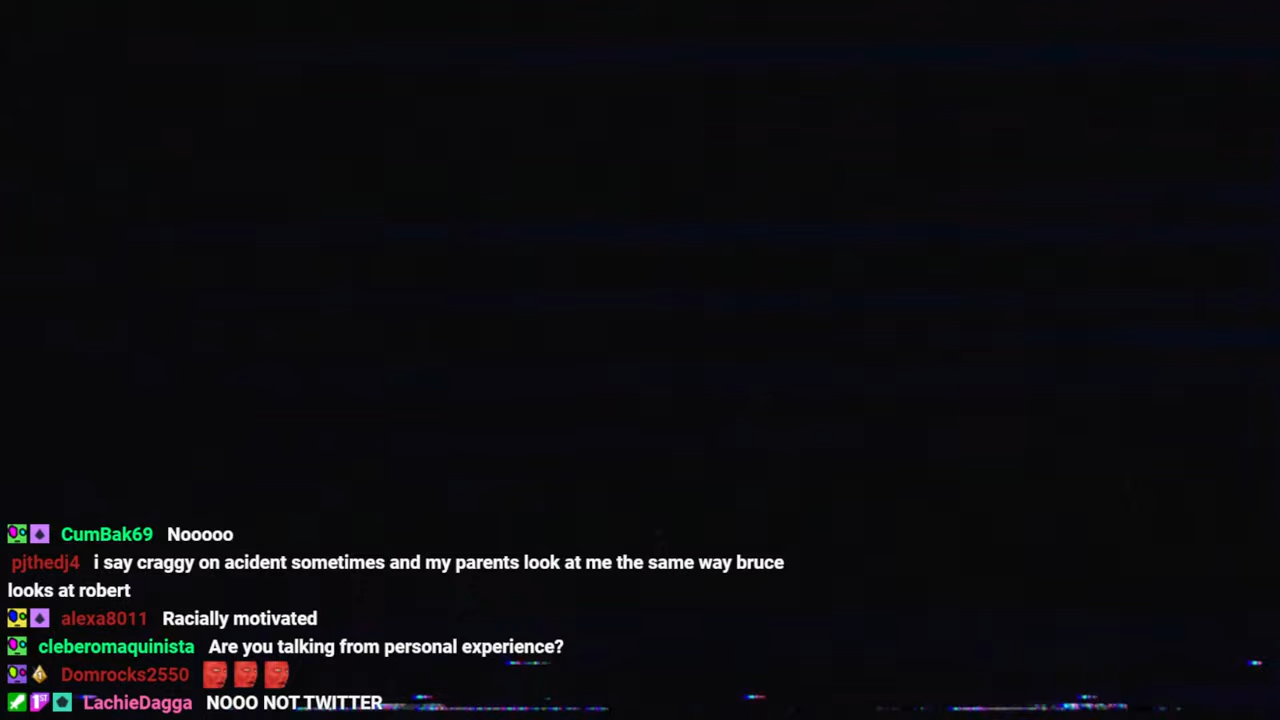 CumBak69 Nooooo
pjthedj4 i say craggy on acident sometimes and my parents look at me the same way bruce
looks at robert
alexa8011 Racially motivated
cleberomaquinista Are you talking from personal experience?
Domrocks2550
1ST LachieDagga NOOO NOT TWITTER